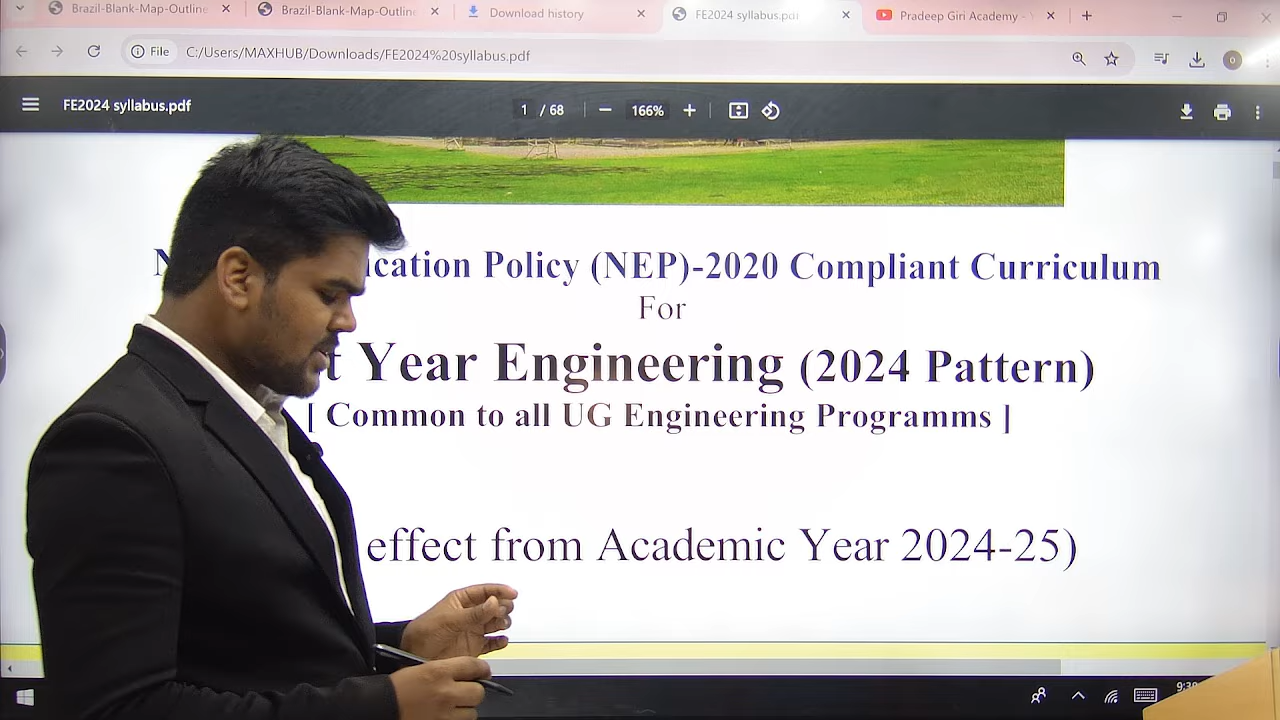 Brazil-Blank-Map-Outline
Brazil-Blank-Map-Outline
Download history
FE2024 syllabus.pdf
Pradeep Giri Academy -
File
C:/Users/MAXHUB/Downloads/FE2024%20syllabus.pdf
FE2024 syllabus.pdf
1 / 68
166%
ication Policy (NEP)-2020 Compliant Curriculum
For
t Year Engineering (2024 Pattern)
[ Common to all UG Engineering Programms ]
effect from Academic Year 2024-25)